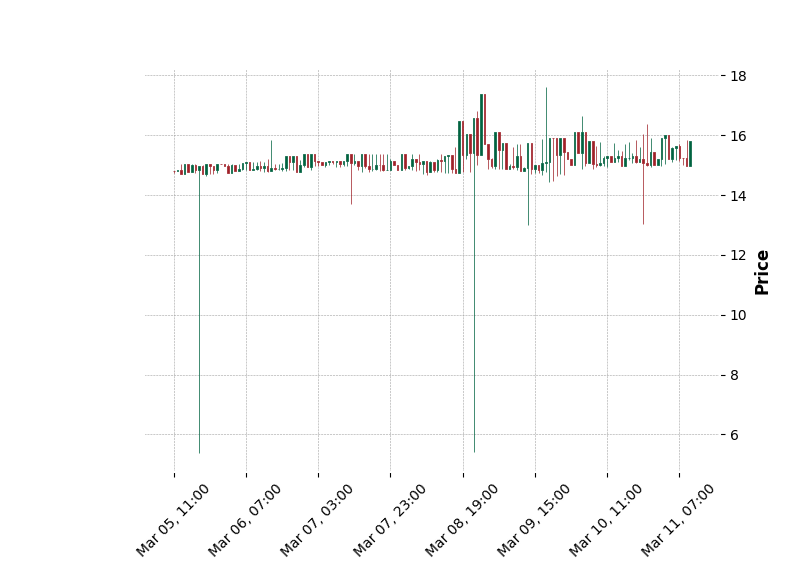 18
16
14
12
10
8
6
Price
Mar 05, 11:00
Mar 06, 07:00
Mar 07, 03:00
Mar 07, 23:00
Mar 08, 19:00
Mar 09, 15:00
Mar 10, 11:00
Mar 11, 07:00